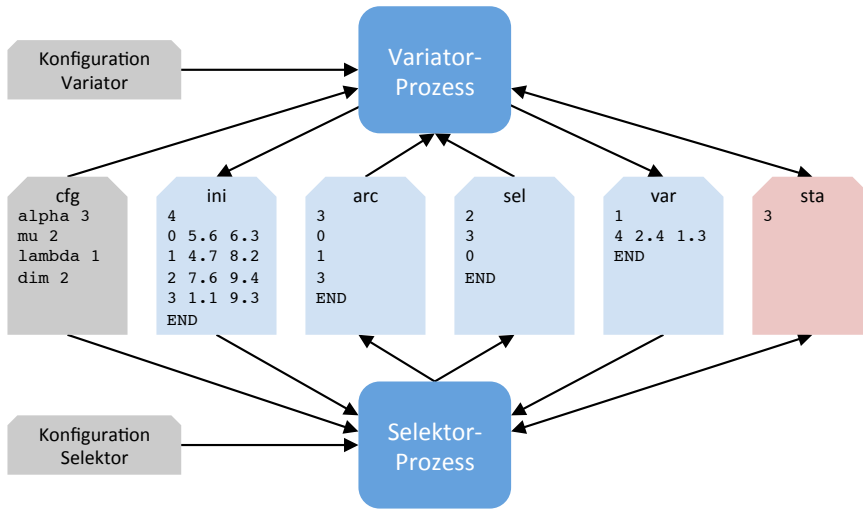 Konfiguration
Variator
Variator-
Prozess
cfg
alpha 3
mu 2
lambda 1
dim 2
ini
4
0 5.6 6.3
1 4.7 8.2
2 7.6 9.4
3 1.1 9.3
END
arc
3
0
1
3
END
sel
2
3
0
END
var
1
4 2.4 1.3
END
sta
3
Konfiguration
Selektor
Selektor-
Prozess